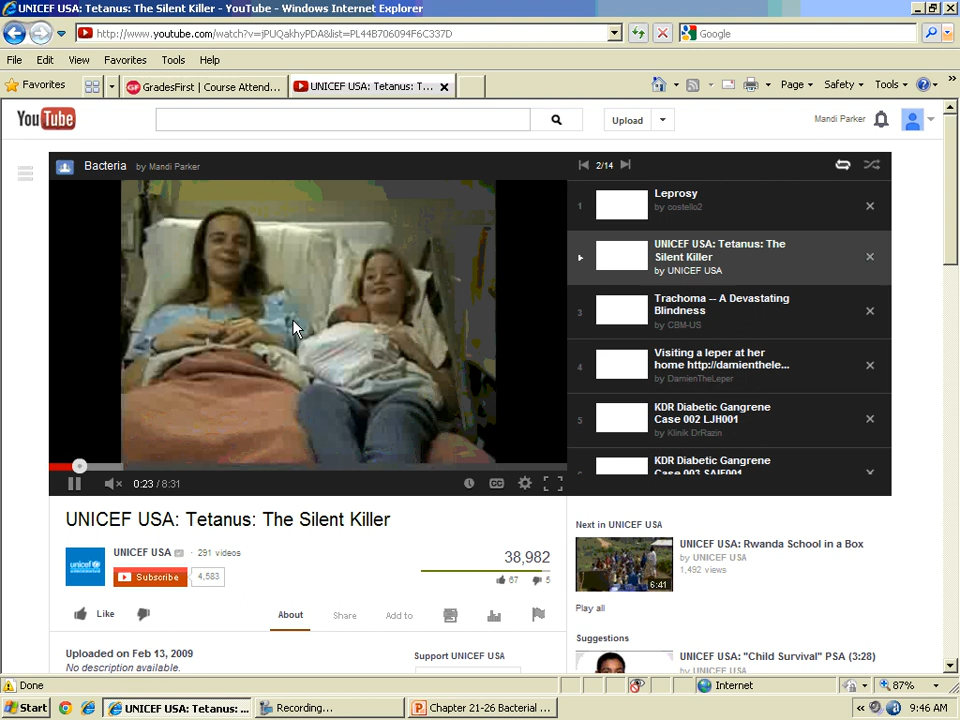 UNICEF USA: Tetanus: The Silent Killer - YouTube - Windows Internet Explorer
http://www.youtube.com/watch?v=jPUQakhyPDA&list=PL44B706094F6C337D
Google
File Edit View Favorites Tools Help
Favorites
GF GradesFirst | Course Attend...
UNICEF USA: Tetanus: T...
Page Safety Tools
YouTube
Upload
Mandi Parker
Bacteria by Mandi Parker
2/14
1 Leprosy
by costello2
UNICEF USA: Tetanus: The
Silent Killer
by UNICEF USA
3 Trachoma -- A Devastating
Blindness
by CBM-US
4 Visiting a leper at her
home http://damienthele...
by DamienTheLeper
5 KDR Diabetic Gangrene
Case 002 LJH001
by Klinik DrRazin
KDR Diabetic Gangrene
Case 003 SAIF001
0:23 / 8:31
CC
UNICEF USA: Tetanus: The Silent Killer
unicef
UNICEF USA · 291 videos
Subscribe 4,583
38,982
67 5
Like
About Share Add to
Uploaded on Feb 13, 2009
No description available.
Support UNICEF USA
Next in UNICEF USA
UNICEF USA: Rwanda School in a Box
by UNICEF USA
1,492 views
6:41
Play all
Suggestions
UNICEF USA: "Child Survival" PSA (3:28)
by UNICEF USA
Done
Internet
87%
Start
UNICEF USA: Tetanus: ...
Recording...
Chapter 21-26 Bacterial ...
9:46 AM